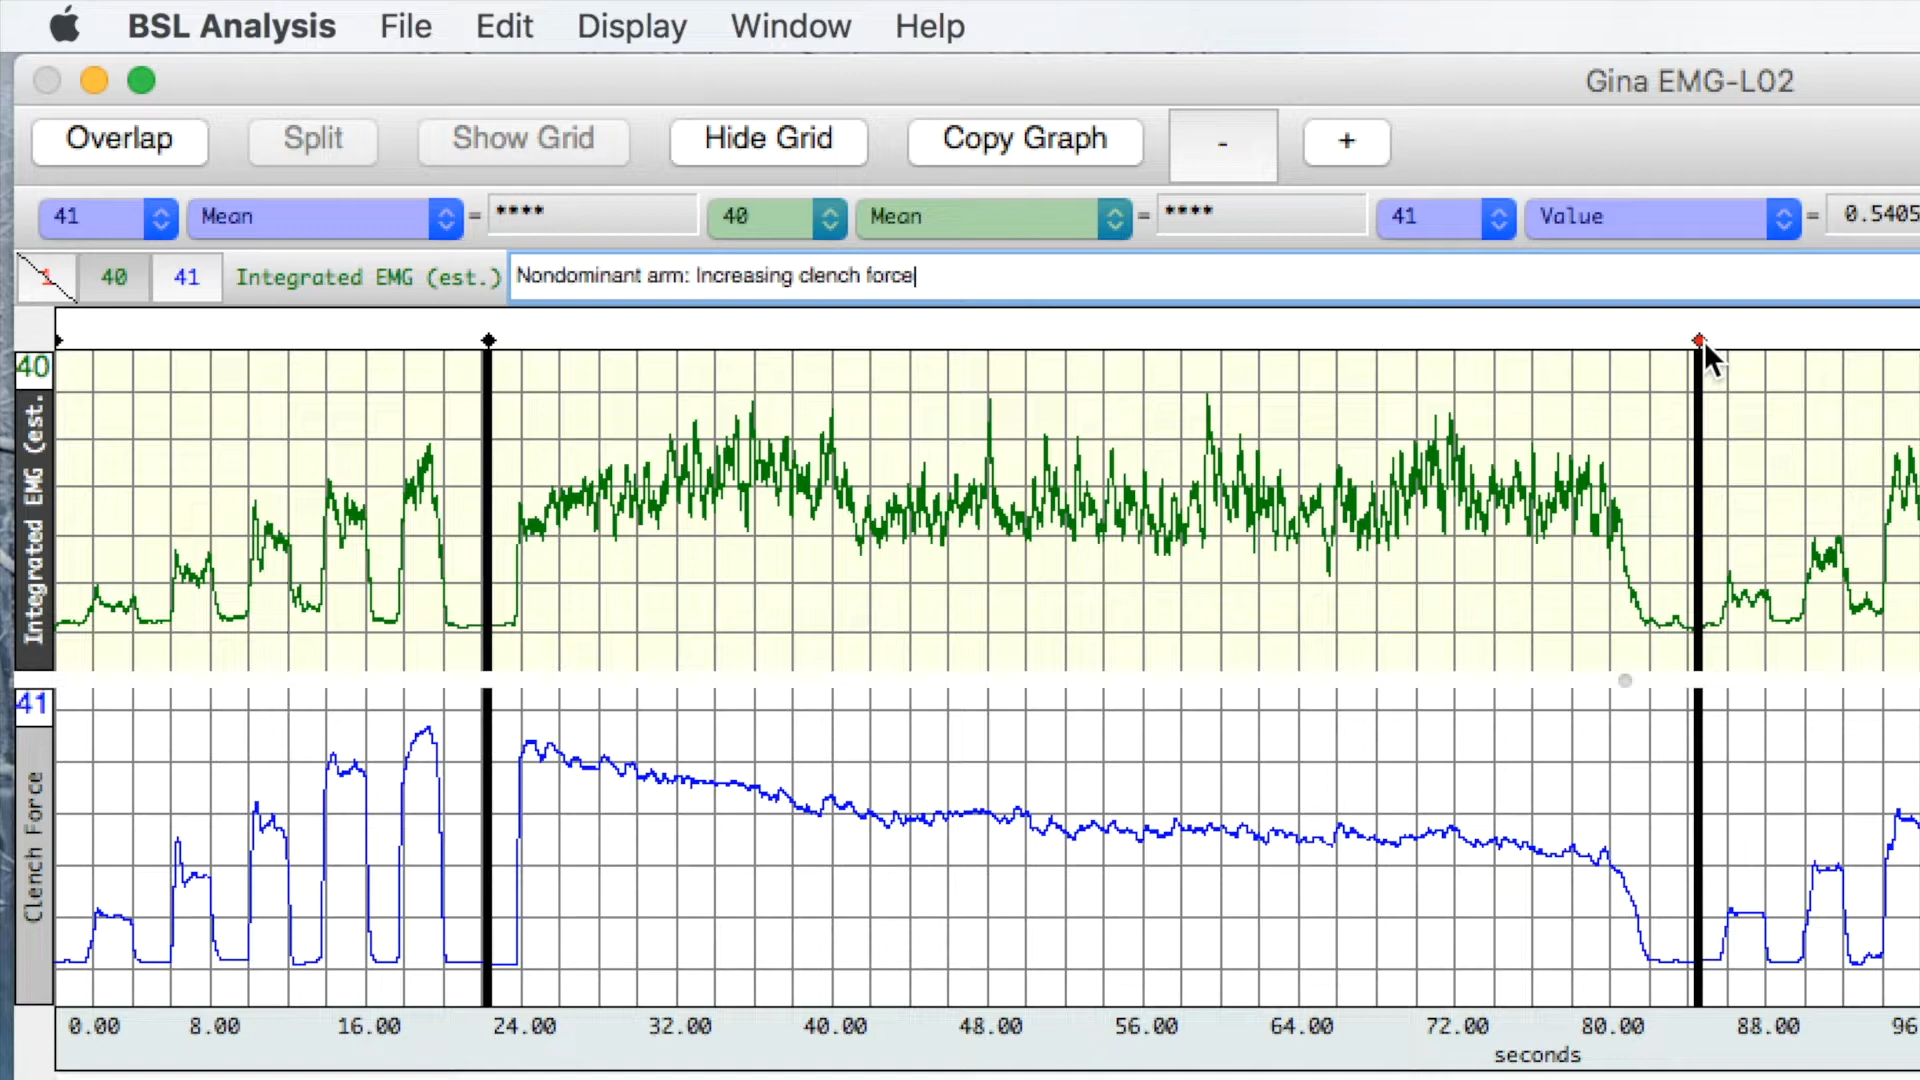 BSL Analysis File Edit Display Window Help
Gina EMG-L02
Overlap Split Show Grid Hide Grid Copy Graph - +
41 Mean = **** 40 Mean = **** 41 Value = 0.5405
1 40 41 Integrated EMG (est.) Nondominant arm: Increasing clench force
40
Integrated EMG (est.
41
Clench Force
0.00 8.00 16.00 24.00 32.00 40.00 48.00 56.00 64.00 72.00 80.00 88.00 96
seconds